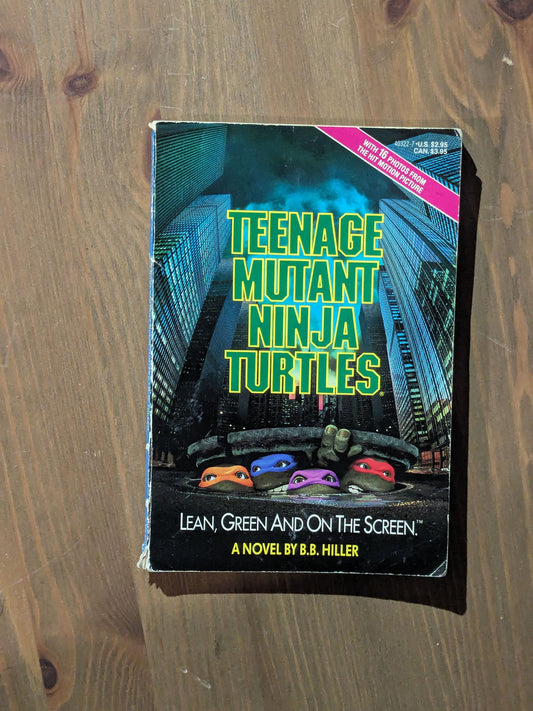 40322-7 • U.S. $2.95
CAN. $3.95
WITH 16 PHOTOS FROM
THE HIT MOTION PICTURE
TEENAGE
MUTANT
NINJA
TURTLES®
LEAN, GREEN AND ON THE SCREEN.™
A NOVEL BY B.B. HILLER